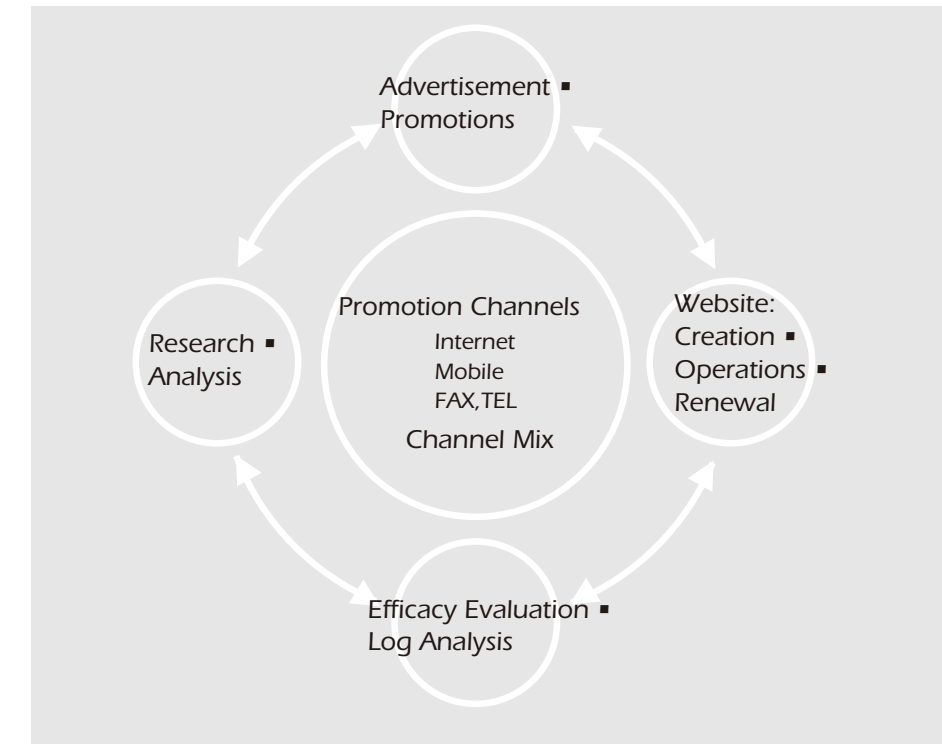 Advertisement ▪
Promotions
Promotion Channels
Internet
Mobile
FAX,TEL
Channel Mix
Research ▪
Analysis
Website:
Creation ▪
Operations ▪
Renewal
Efficacy Evaluation ▪
Log Analysis